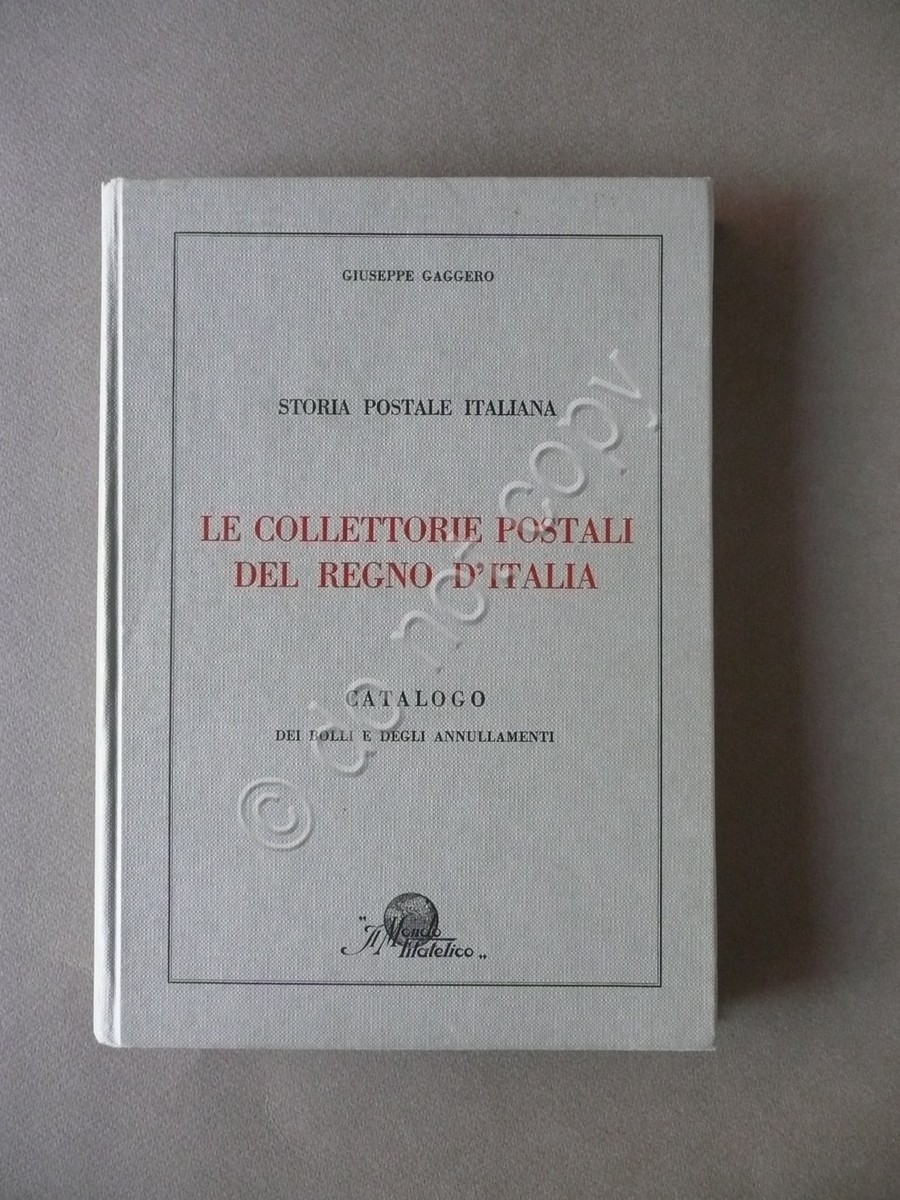 GIUSEPPE GAGGERO
STORIA POSTALE ITALIANA
LE COLLETTORIE POSTALI
DEL REGNO D'ITALIA
CATALOGO
DEI BOLLI E DEGLI ANNULLAMENTI
"Il Mondo
Filatelico"
© do not copy